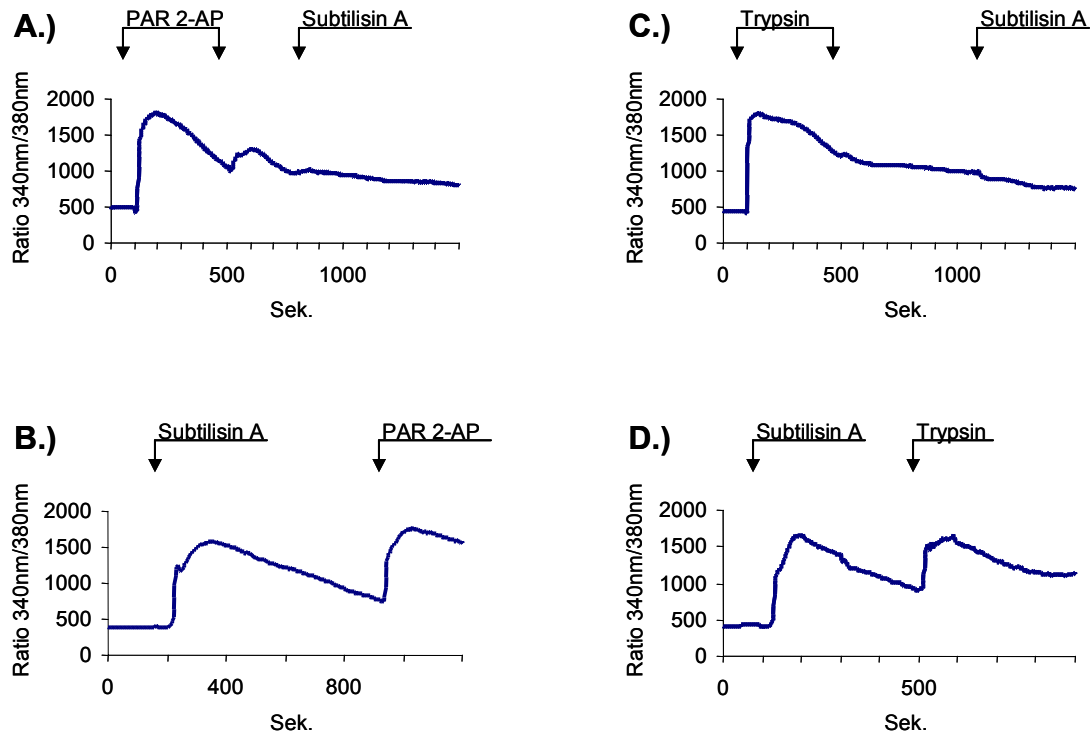 A.)
PAR 2-AP Subtilisin A
Ratio 340nm/380nm
2000
1500
1000
500
0
0 500 1000
Sek.
C.)
Trypsin Subtilisin A
Ratio 340nm/380nm
2000
1500
1000
500
0
0 500 1000
Sek.
B.)
Subtilisin A PAR 2-AP
Ratio 340nm/380nm
2000
1500
1000
500
0
0 400 800
Sek.
D.)
Subtilisin A Trypsin
Ratio 340nm/380nm
2000
1500
1000
500
0
0 500
Sek.